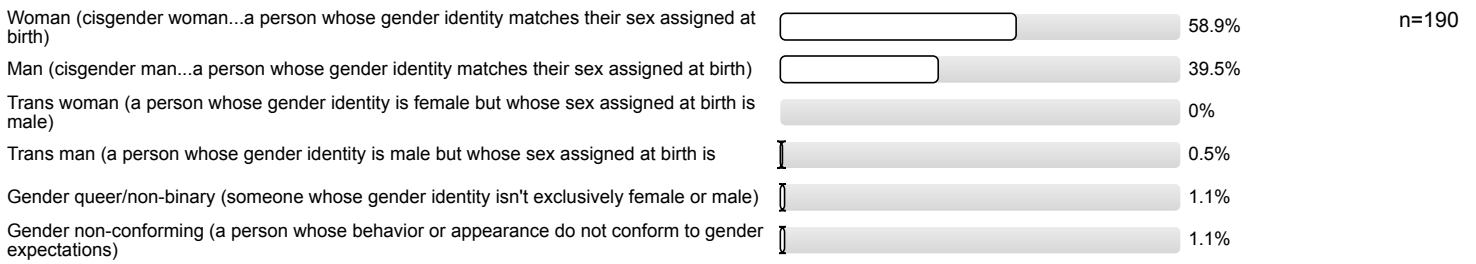 Woman (cisgender woman...a person whose gender identity matches their sex assigned at
birth)
58.9%
n=190
Man (cisgender man...a person whose gender identity matches their sex assigned at birth)
39.5%
Trans woman (a person whose gender identity is female but whose sex assigned at birth is
male)
0%
Trans man (a person whose gender identity is male but whose sex assigned at birth is
0.5%
Gender queer/non-binary (someone whose gender identity isn't exclusively female or male)
1.1%
Gender non-conforming (a person whose behavior or appearance do not conform to gender
expectations)
1.1%